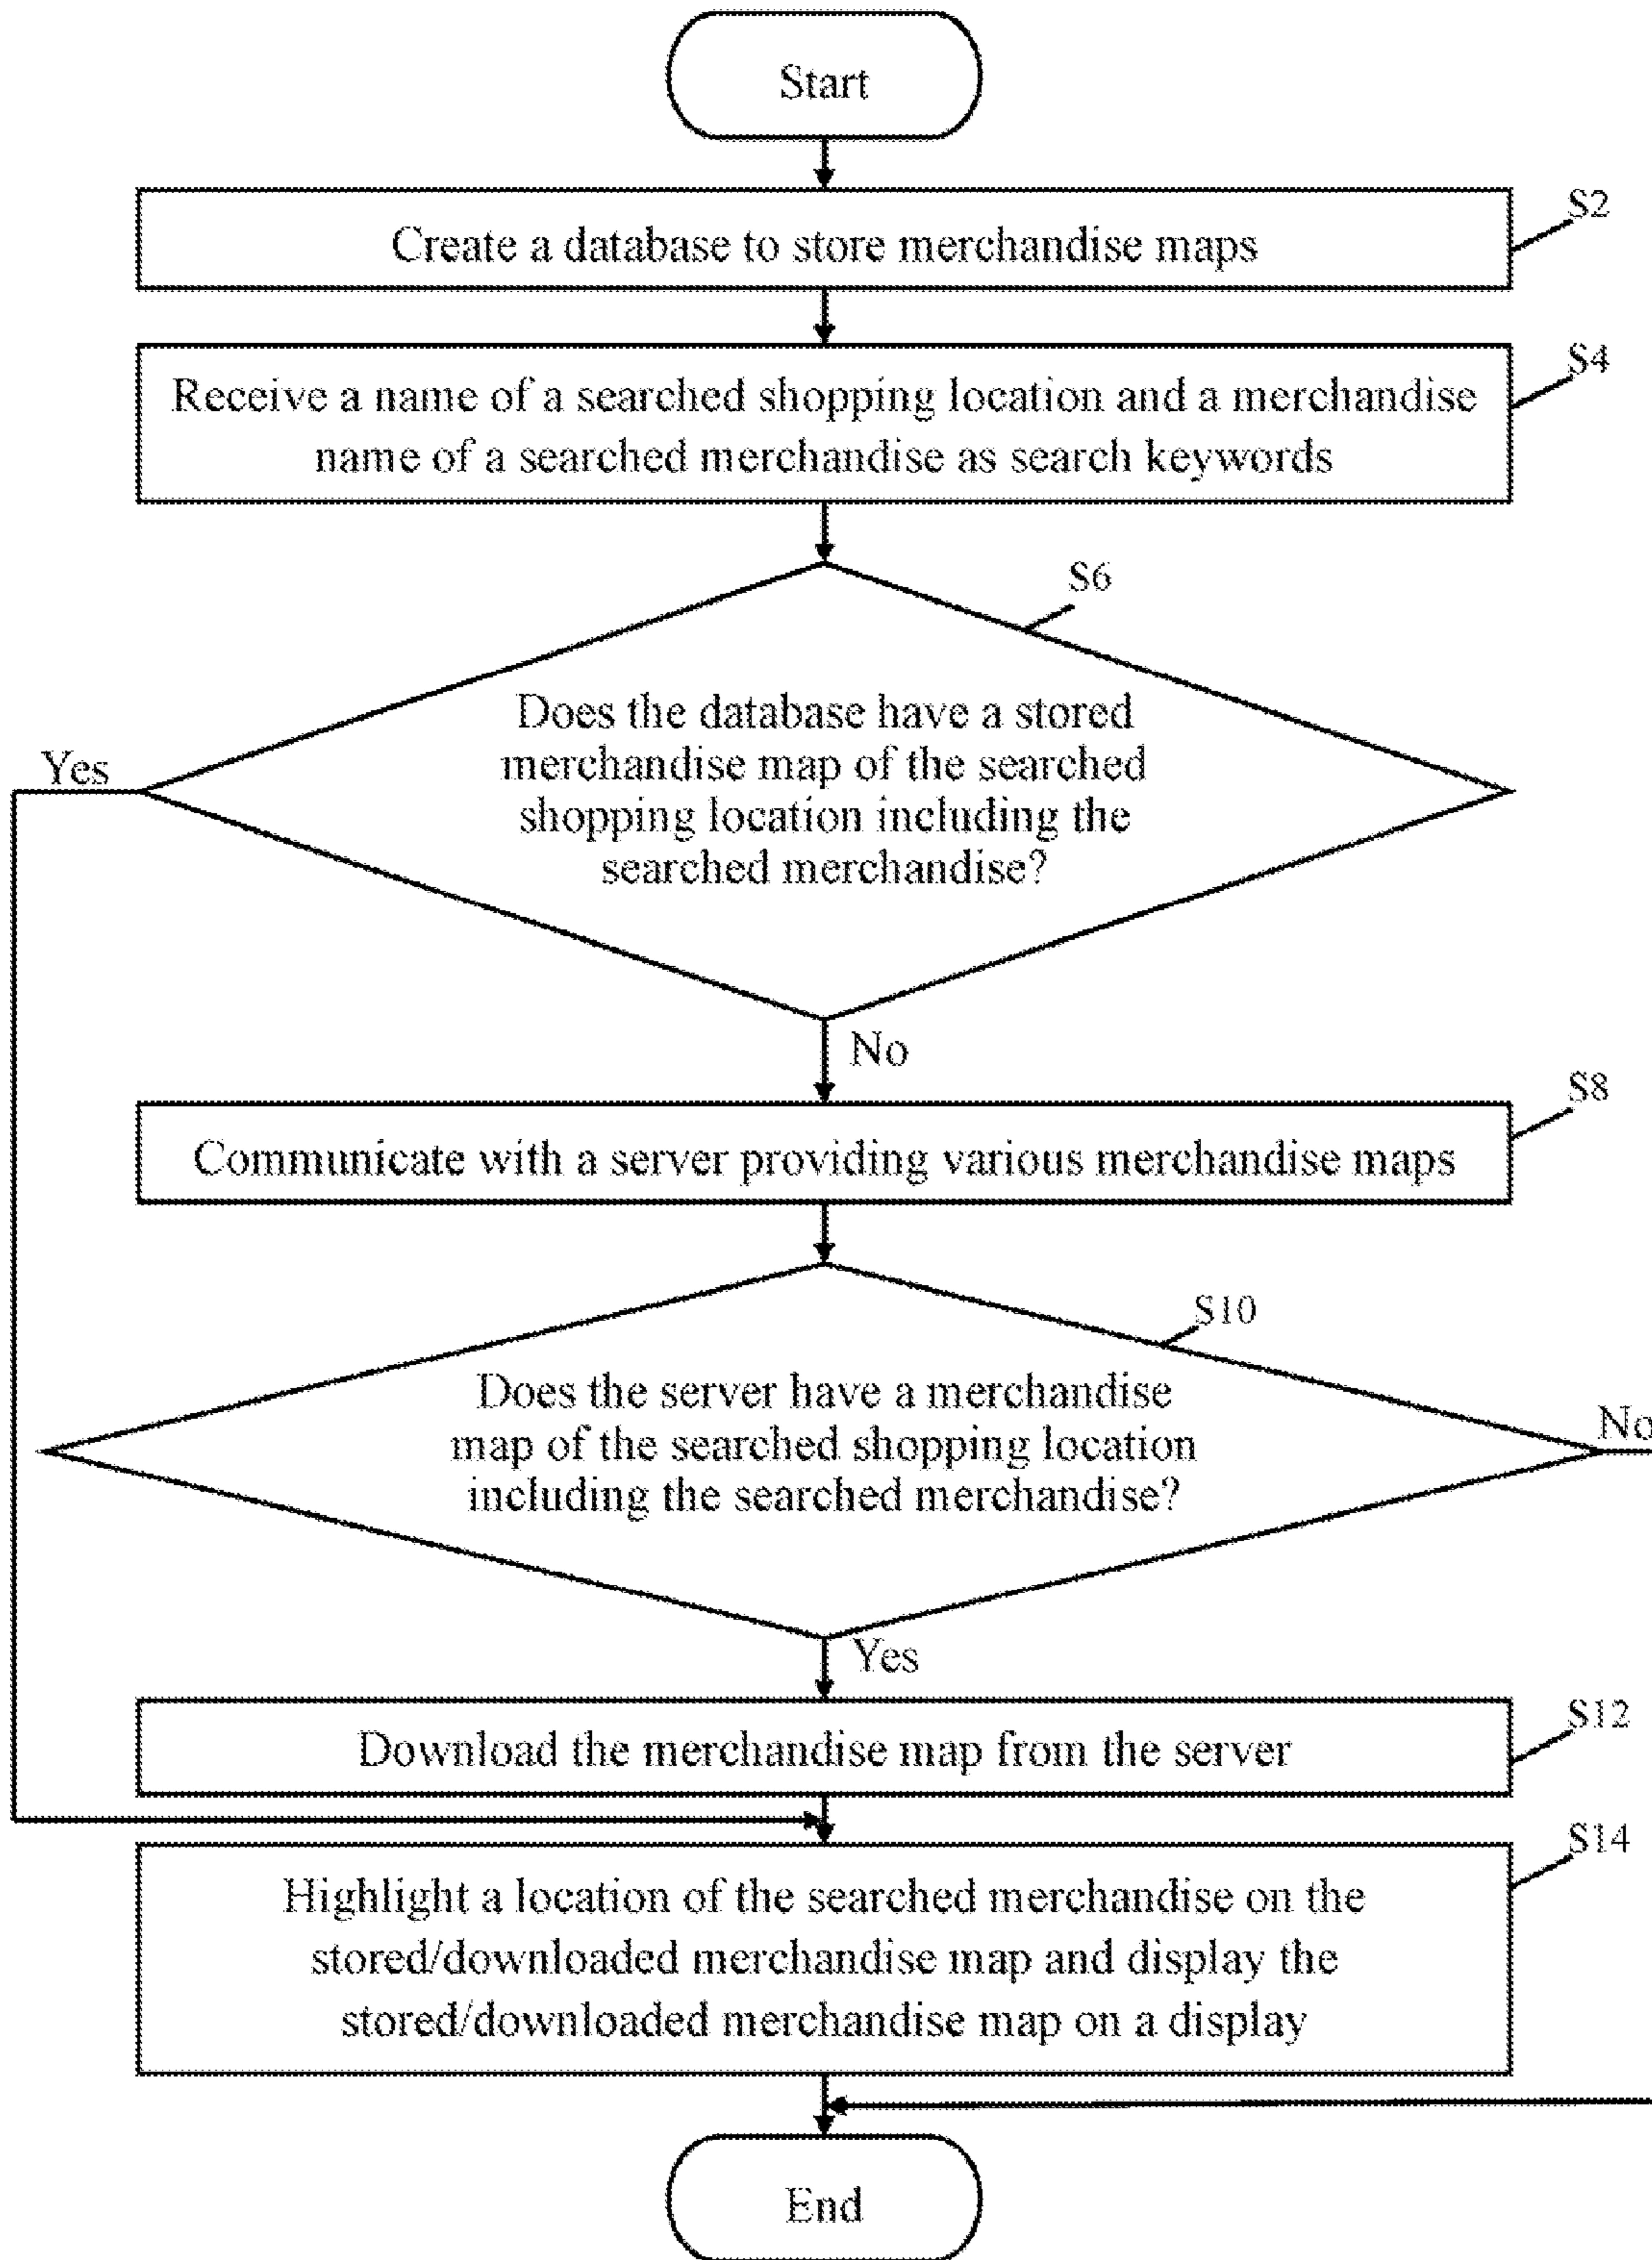 Start
S2
Create a database to store merchandise maps
S4
Receive a name of a searched shopping location and a merchandise
name of a searched merchandise as search keywords
S6
Does the database have a stored
merchandise map of the searched
shopping location including the
searched merchandise?
Yes
No
S8
Communicate with a server providing various merchandise maps
S10
Does the server have a merchandise
map of the searched shopping location
including the searched merchandise?
No
Yes
S12
Download the merchandise map from the server
S14
Highlight a location of the searched merchandise on the
stored/downloaded merchandise map and display the
stored/downloaded merchandise map on a display
End